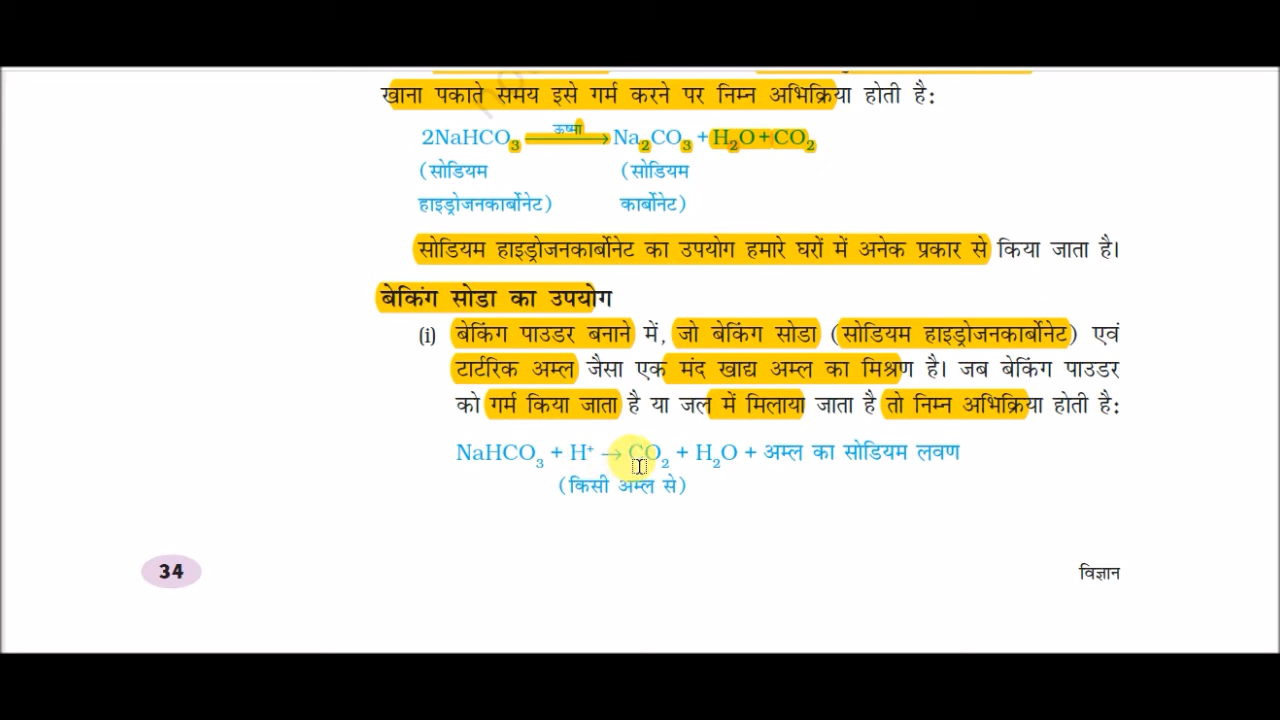 खाना पकाते समय इसे गर्म करने पर निम्न अभिक्रिया होती है:
ऊष्मा
2NaHCO₃ ⟶ Na₂CO₃ + H₂O + CO₂
(सोडियम (सोडियम
हाइड्रोजनकार्बोनेट) कार्बोनेट)
सोडियम हाइड्रोजनकार्बोनेट का उपयोग हमारे घरों में अनेक प्रकार से किया जाता है।
बेकिंग सोडा का उपयोग
(i) बेकिंग पाउडर बनाने में, जो बेकिंग सोडा (सोडियम हाइड्रोजनकार्बोनेट) एवं
टार्टरिक अम्ल जैसा एक मंद खाद्य अम्ल का मिश्रण है। जब बेकिंग पाउडर
को गर्म किया जाता है या जल में मिलाया जाता है तो निम्न अभिक्रिया होती है:
NaHCO₃ + H⁺ → CO₂ + H₂O + अम्ल का सोडियम लवण
(किसी अम्ल से)
34 विज्ञान